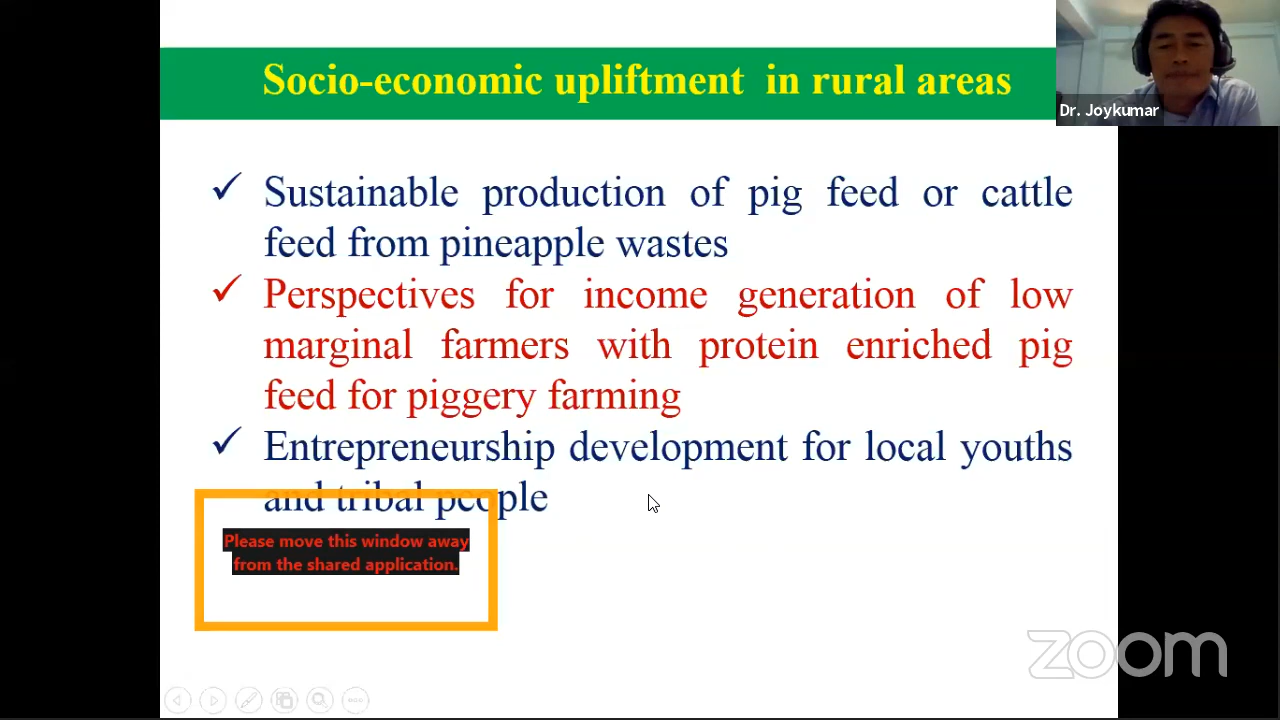 Socio-economic upliftment in rural areas
Dr. Joykumar
✓ Sustainable production of pig feed or cattle
feed from pineapple wastes
✓ Perspectives for income generation of low
marginal farmers with protein enriched pig
feed for piggery farming
✓ Entrepreneurship development for local youths
and tribal people
Please move this window away
from the shared application.
zoom